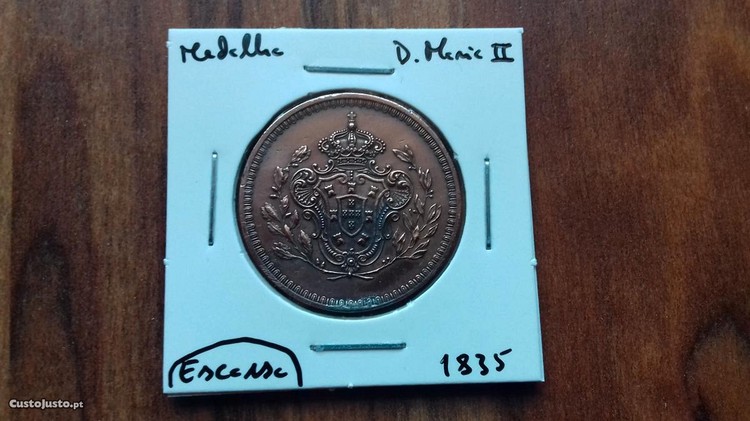 Medalha D. Maria II
Escassa
1835
CustoJusto.pt